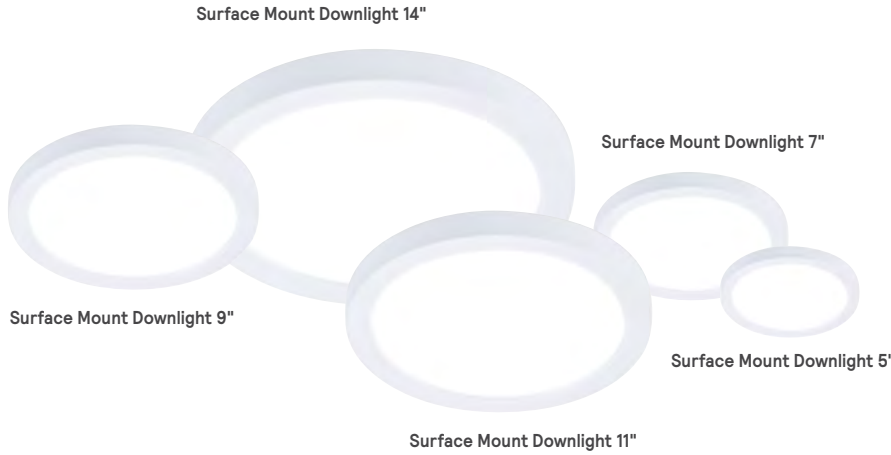 Surface Mount Downlight 14"
Surface Mount Downlight 7"
Surface Mount Downlight 9"
Surface Mount Downlight 5'
Surface Mount Downlight 11"